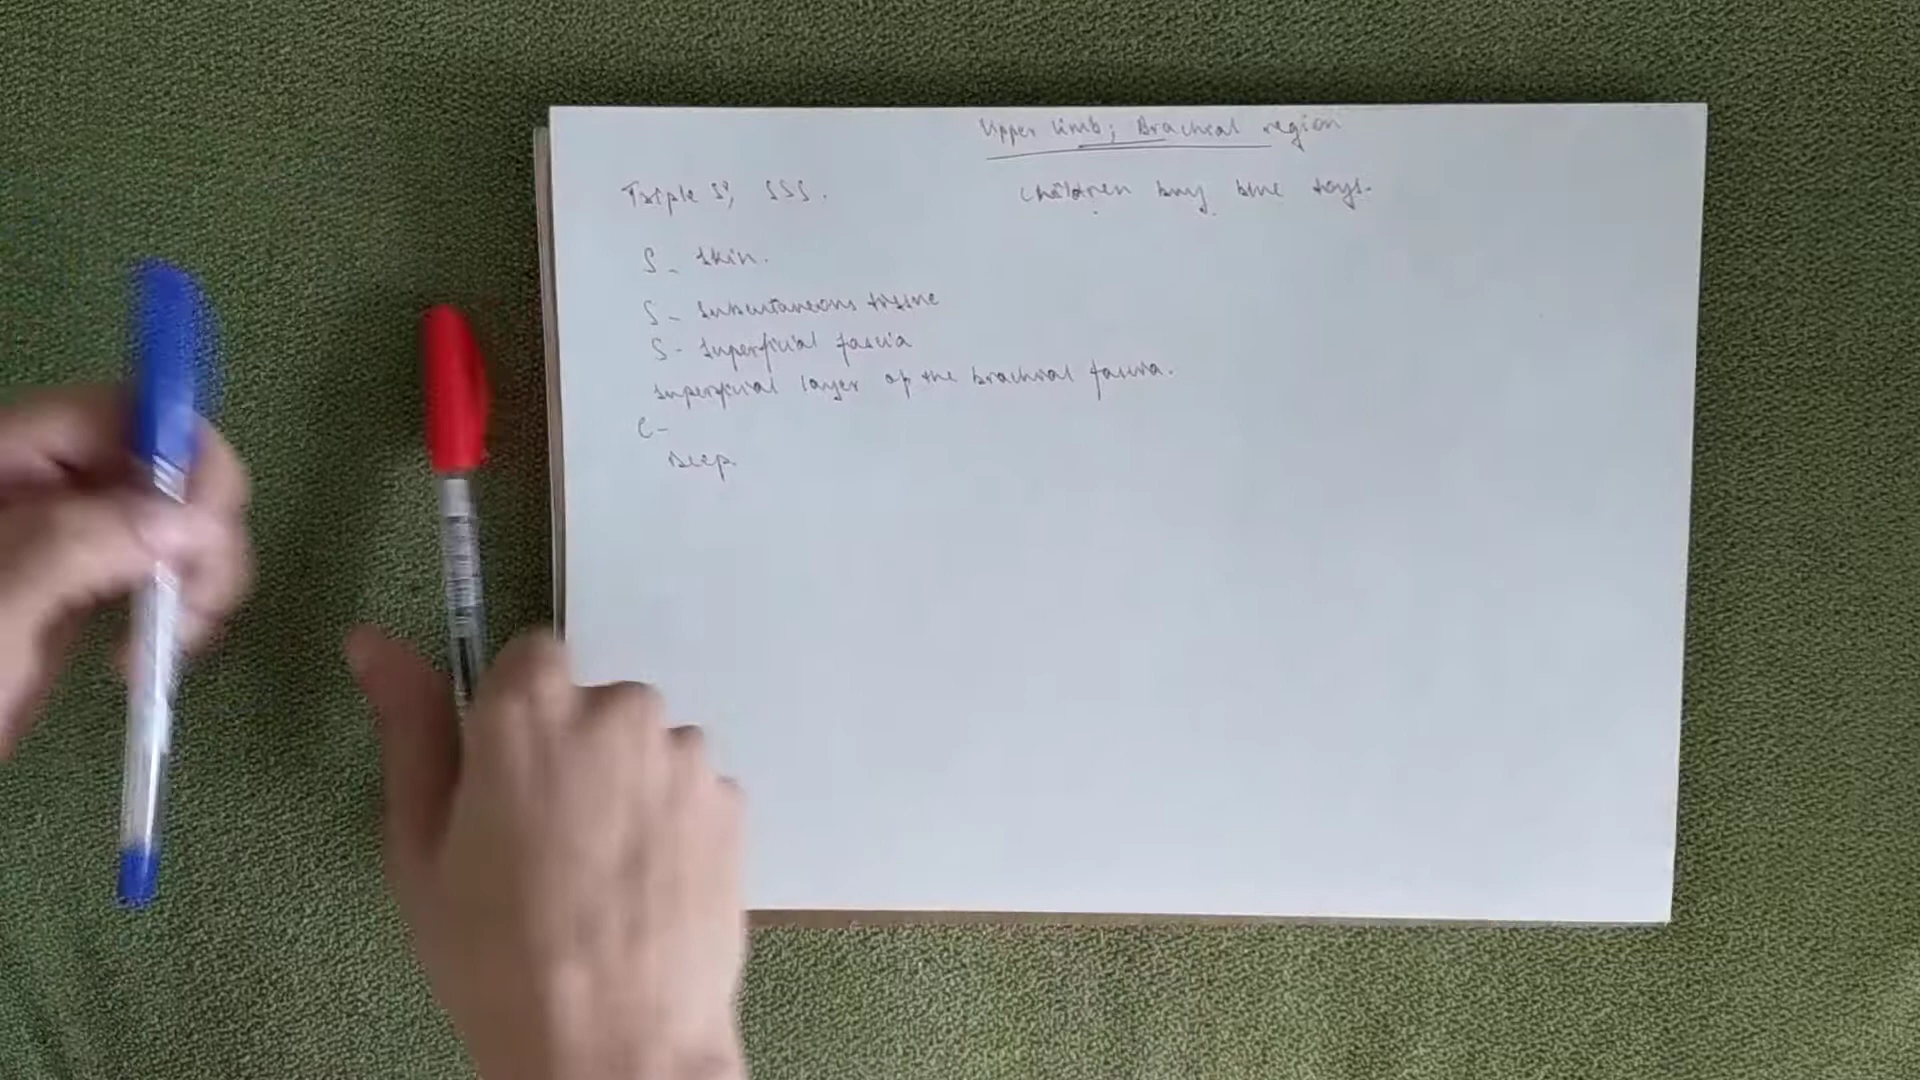 Upper limb; Brachial region
Triple S; SSS.
children buy blue toys.
S - skin.
S - subcutaneous tissue
S - superficial fascia
superficial layer of the brachial fascia.
C -
Deep